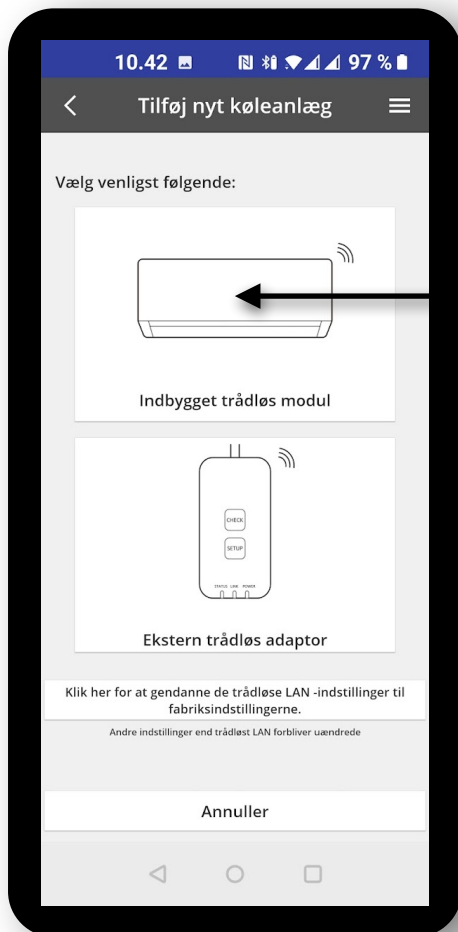 10.42 97 %
Tilføj nyt køleanlæg
Vælg venligst følgende:
Indbygget trådløs modul
CHECK
SETUP
STATUS LINK POWER
Ekstern trådløs adaptor
Klik her for at gendanne de trådløse LAN -indstillinger til
fabriksindstillingerne.
Andre indstillinger end trådløst LAN forbliver uændrede
Annuller